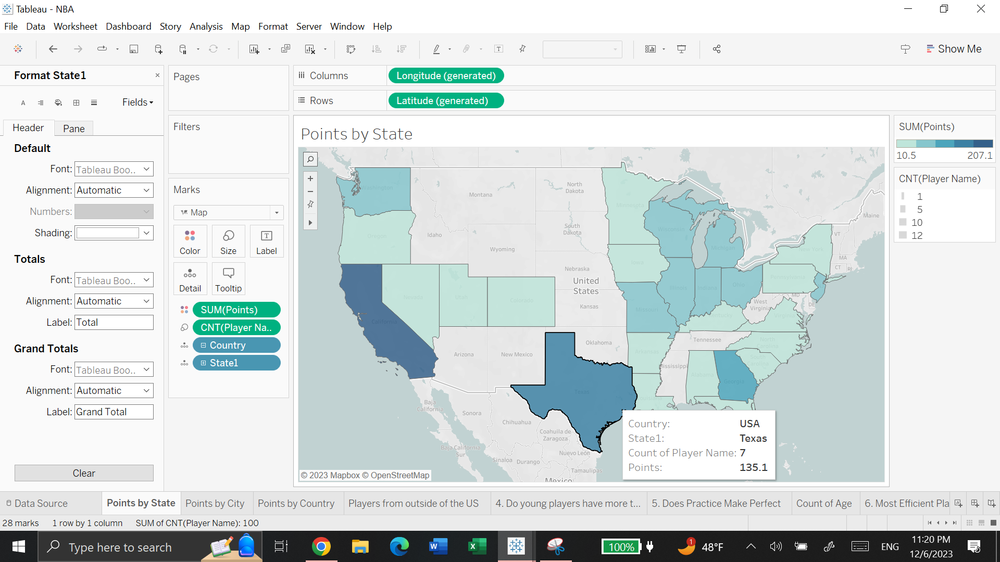 Tableau - NBA
File Data Worksheet Dashboard Story Analysis Map Format Server Window Help
Show Me
Format State1
Fields
Header Pane
Default
Font: Tableau Boo..
Alignment: Automatic
Numbers:
Shading:
Totals
Font: Tableau Boo..
Alignment: Automatic
Label: Total
Grand Totals
Font: Tableau Boo..
Alignment: Automatic
Label: Grand Total
Clear
Pages
Filters
Marks
Map
Color Size Label
Detail Tooltip
SUM(Points)
CNT(Player Na..
Country
State1
Columns Longitude (generated)
Rows Latitude (generated)
Points by State
Washington
Montana
North
Dakota
Minnesota
Maine
Oregon
Idaho
South
Dakota
Wisconsin
Michigan
VT
New York
Wyoming
MA
CT RI
Iowa
Nebraska
United
States
Pennsylvania
Nevada
Utah
Colorado
Kansas
Missouri
Illinois
Indiana
Ohio
West
Virginia
MD
DE
Virginia
Kentucky
California
Arizona
New Mexico
Oklahoma
Arkansas
Tennessee
North
Carolina
South
Carolina
Mississippi
Alabama
Georgia
Texas
Louisiana
Baja
California
Sonora
Chihuahua
Coahuila de
Zaragoza
Baja California
Sur
Sinaloa
Durango
Nuevo León
Tamaulipas
Mexico
Country: USA
State1: Texas
Count of Player Name: 7
Points: 135.1
© 2023 Mapbox © OpenStreetMap
SUM(Points)
10.5 207.1
CNT(Player Name)
1
5
10
12
Data Source Points by State Points by City Points by Country Players from outside of the US 4. Do young players have more t... 5. Does Practice Make Perfect Count of Age 6. Most Efficient Pla
28 marks 1 row by 1 column SUM of CNT(Player Name): 100
Type here to search
100%
1
48°F
ENG
11:20 PM
12/6/2023